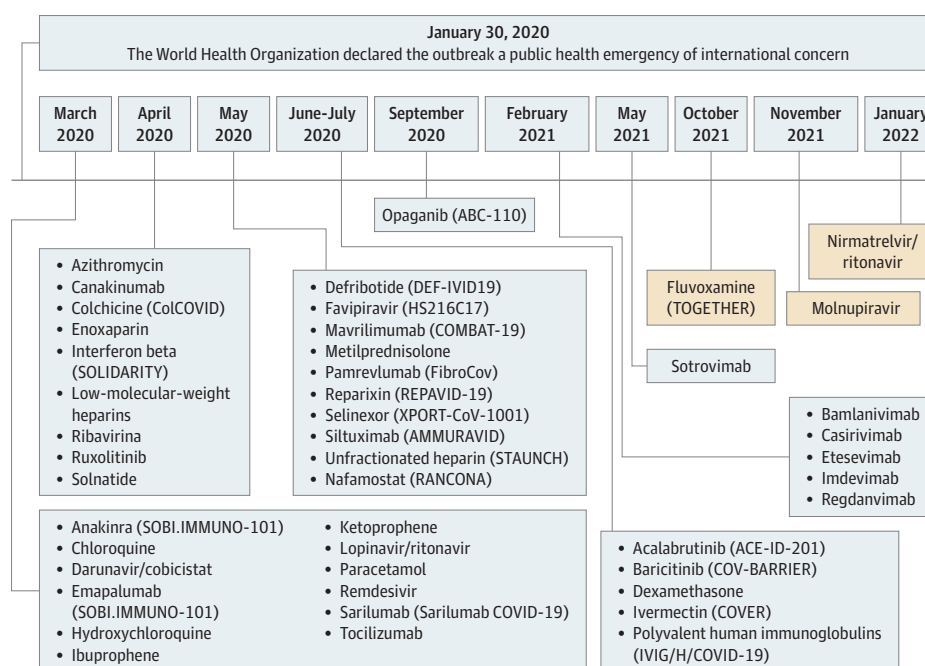 January 30, 2020
The World Health Organization declared the outbreak a public health emergency of international concern
March
2020
April
2020
May
2020
June-July
2020
September
2020
February
2021
May
2021
October
2021
November
2021
January
2022
Opaganib (ABC-110)
Nirmatrelvir/
ritonavir
Fluvoxamine
(TOGETHER)
Molnupiravir
Sotrovimab
• Azithromycin
• Canakinumab
• Colchicine (ColCOVID)
• Enoxaparin
• Interferon beta
(SOLIDARITY)
• Low-molecular-weight
heparins
• Ribavirina
• Ruxolitinib
• Solnatide
• Defribotide (DEF-IVID19)
• Favipiravir (HS216C17)
• Mavrilimumab (COMBAT-19)
• Metilprednisolone
• Pamrevlumab (FibroCov)
• Reparixin (REPAVID-19)
• Selinexor (XPORT-CoV-1001)
• Siltuximab (AMMURAVID)
• Unfractionated heparin (STAUNCH)
• Nafamostat (RANCONA)
• Bamlanivimab
• Casirivimab
• Etesevimab
• Imdevimab
• Regdanvimab
• Anakinra (SOBI.IMMUNO-101)
• Chloroquine
• Darunavir/cobicistat
• Emapalumab
(SOBI.IMMUNO-101)
• Hydroxychloroquine
• Ibuprophene
• Ketoprophene
• Lopinavir/ritonavir
• Paracetamol
• Remdesivir
• Sarilumab (Sarilumab COVID-19)
• Tocilizumab
• Acalabrutinib (ACE-ID-201)
• Baricitinib (COV-BARRIER)
• Dexamethasone
• Ivermectin (COVER)
• Polyvalent human immunoglobulins
(IVIG/H/COVID-19)